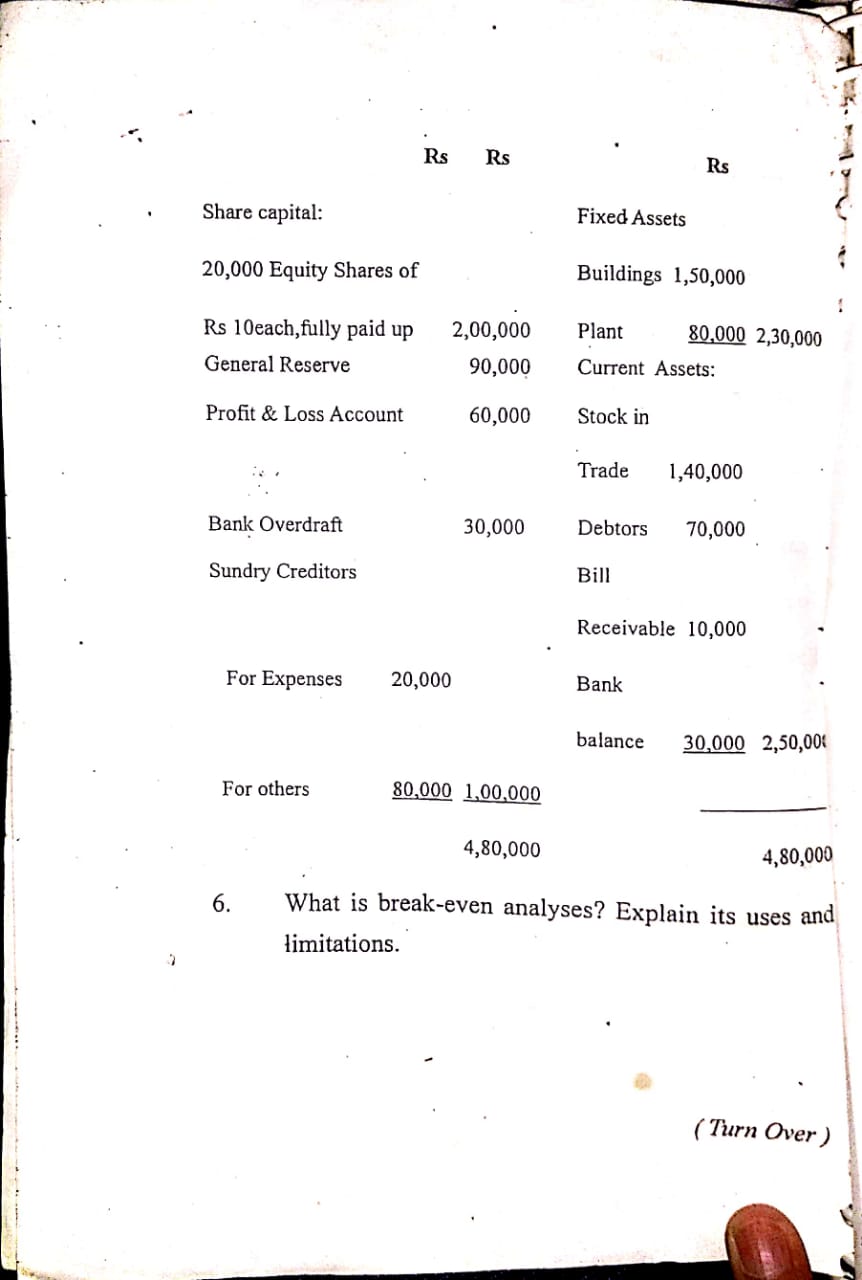 Rs Rs Rs
Share capital: Fixed Assets
20,000 Equity Shares of Buildings 1,50,000
Rs 10each,fully paid up 2,00,000 Plant 80,000 2,30,000
General Reserve 90,000 Current Assets:
Profit & Loss Account 60,000 Stock in
Trade 1,40,000
Bank Overdraft 30,000 Debtors 70,000
Sundry Creditors Bill
Receivable 10,000
For Expenses 20,000 Bank
balance 30,000 2,50,000
For others 80,000 1,00,000
4,80,000 4,80,000
6. What is break-even analyses? Explain its uses and
limitations.
( Turn Over )